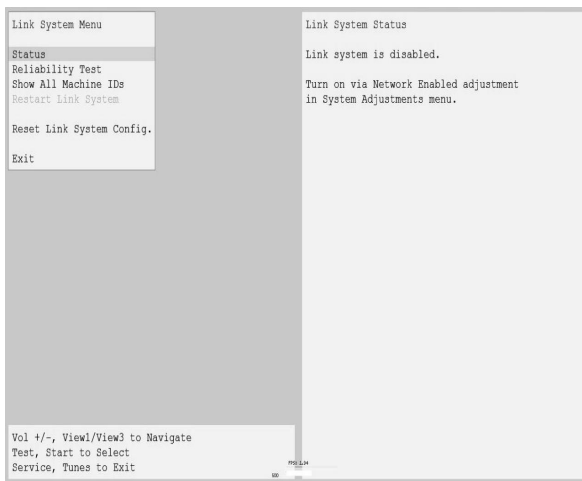 Link System Menu
Status
Reliability Test
Show All Machine IDs
Restart Link System
Reset Link System Config.
Exit
Link System Status
Link system is disabled.
Turn on via Network Enabled adjustment
in System Adjustments menu.
Vol +/-, View1/View3 to Navigate
Test, Start to Select
Service, Tunes to Exit